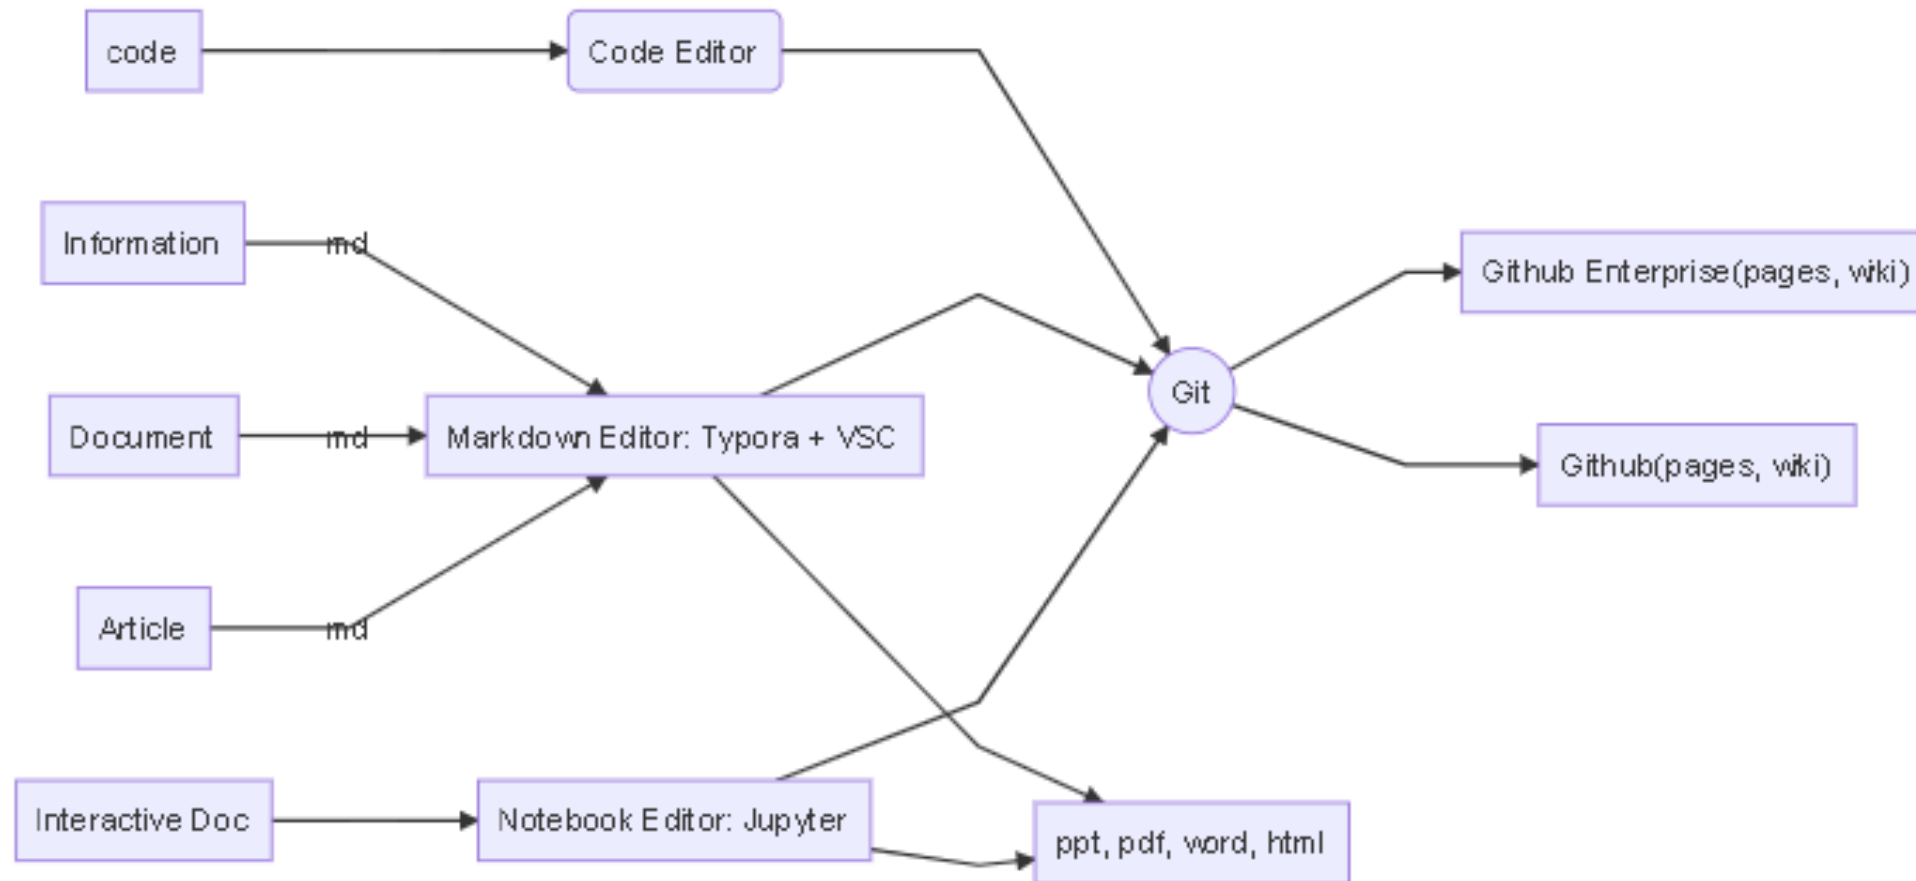 code
Code Editor
Information
md
Github Enterprise(pages, wiki)
Git
Document
md
Markdown Editor: Typora + VSC
Github(pages, wiki)
Article
md
Interactive Doc
Notebook Editor: Jupyter
ppt, pdf, word, html